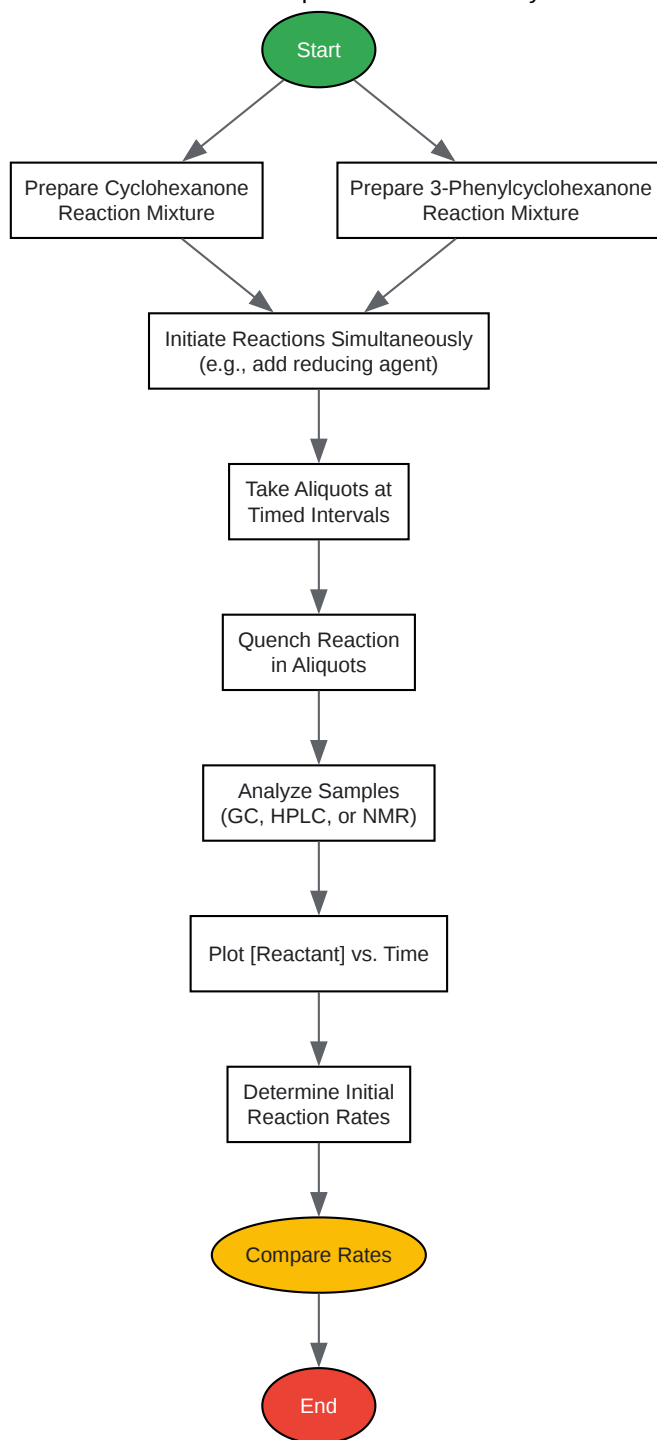 Start
Prepare Cyclohexanone
Reaction Mixture
Prepare 3-Phenylcyclohexanone
Reaction Mixture
Initiate Reactions Simultaneously
(e.g., add reducing agent)
Take Aliquots at
Timed Intervals
Quench Reaction
in Aliquots
Analyze Samples
(GC, HPLC, or NMR)
Plot [Reactant] vs. Time
Determine Initial
Reaction Rates
Compare Rates
End